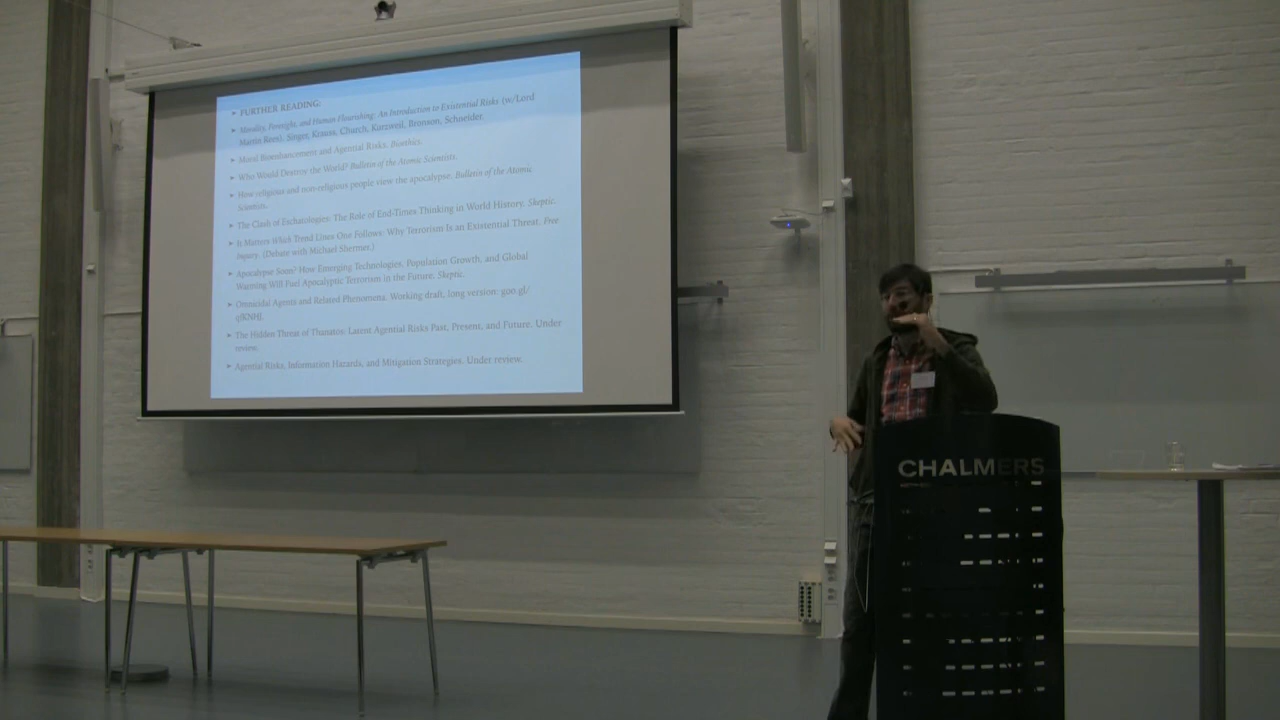 ➤ FURTHER READING:
➤ Morality, Foresight, and Human Flourishing: An Introduction to Existential Risks (w/Lord
Martin Rees). Singer, Krauss, Church, Kurzweil, Bronson, Schneider.
➤ Moral Bioenhancement and Agential Risks. Bioethics.
➤ Who Would Destroy the World? Bulletin of the Atomic Scientists.
➤ How religious and non-religious people view the apocalypse. Bulletin of the Atomic
Scientists.
➤ The Clash of Eschatologies: The Role of End-Times Thinking in World History. Skeptic.
➤ It Matters Which Trend Lines One Follows: Why Terrorism Is an Existential Threat. Free
Inquiry. (Debate with Michael Shermer.)
➤ Apocalypse Soon? How Emerging Technologies, Population Growth, and Global
Warming Will Fuel Apocalyptic Terrorism in the Future. Skeptic.
➤ Omnicidal Agents and Related Phenomena. Working draft, long version: goo.gl/
➤ The Hidden Threat of Thanatos: Latent Agential Risks Past, Present, and Future. Under
review.
➤ Agential Risks, Information Hazards, and Mitigation Strategies. Under review.
CHALMERS